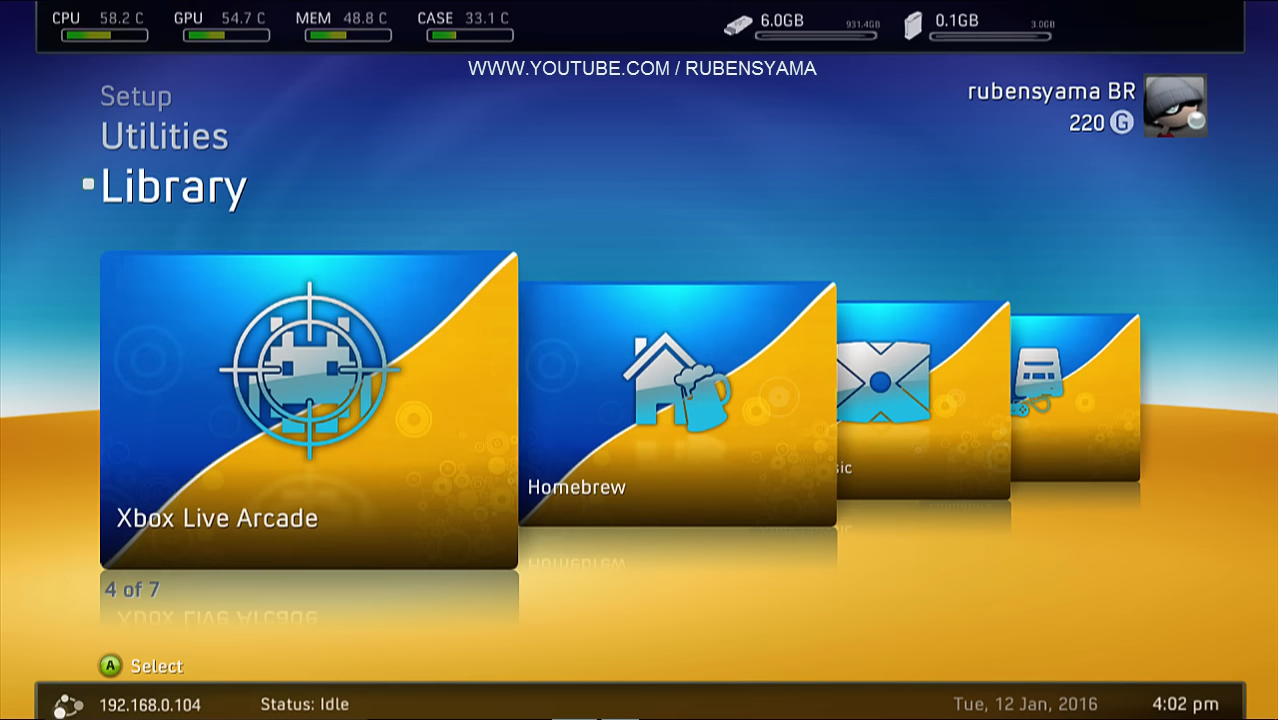 CPU 58.2 C GPU 54.7 C MEM 48.8 C CASE 33.1 C 6.0GB 931.4GB 0.1GB 3.0GB
WWW.YOUTUBE.COM / RUBENSYAMA
Setup
rubensyama BR
220 G
Utilities
Library
Xbox Live Arcade
Homebrew
sic
4 of 7
A Select
192.168.0.104 Status: Idle Tue, 12 Jan, 2016 4:02 pm